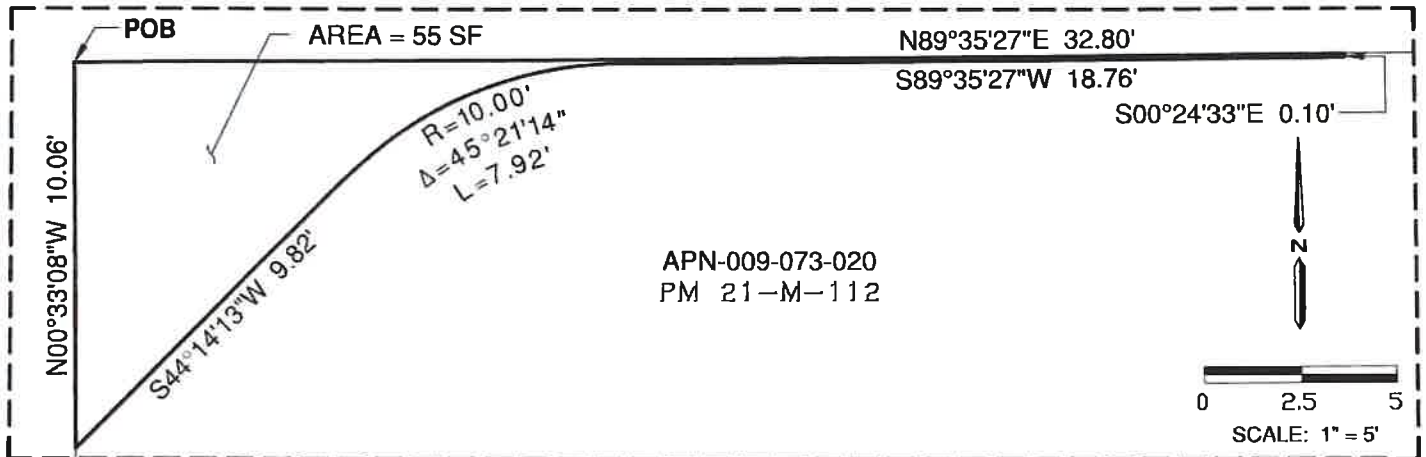 POB
AREA = 55 SF
N89°35'27"E 32.80'
S89°35'27"W 18.76'
S00°24'33"E 0.10'
R=10.00'
Δ=45°21'14"
L=7.92'
N00°33'08"W 10.06'
S44°14'13"W 9.82'
APN-009-073-020
PM 21-M-112
N
0 2.5 5
SCALE: 1" = 5'